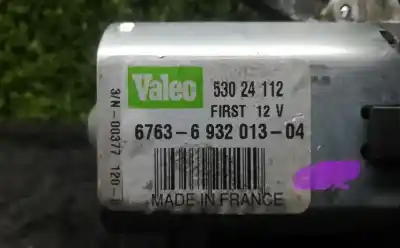 Valeo
530 24 112
FIRST 12 V
6763-6 932 013-04
MADE IN FRANCE